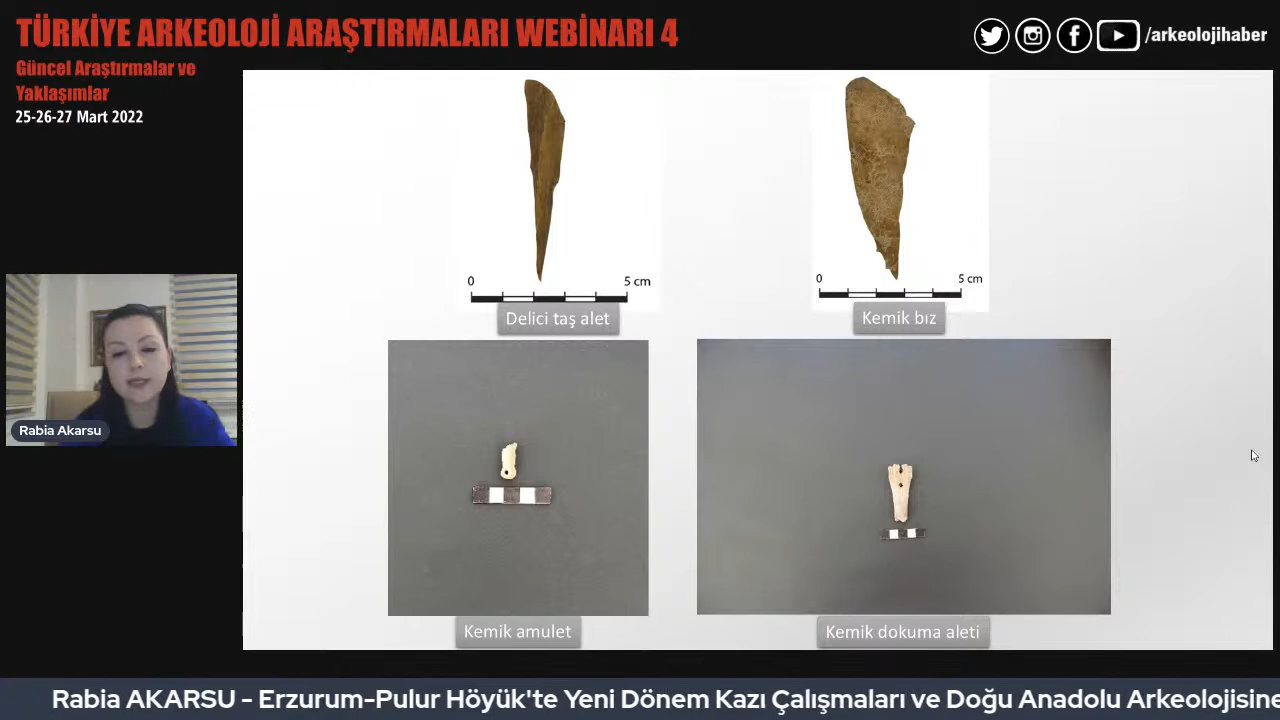 TÜRKİYE ARKEOLOJİ ARAŞTIRMALARI WEBİNARI 4
/arkeolojihaber
Güncel Araştırmalar ve
Yaklaşımlar
25-26-27 Mart 2022
0 5 cm
0 5 cm
Delici taş alet
Kemik bız
Rabia Akarsu
Kemik amulet
Kemik dokuma aleti
Rabia AKARSU - Erzurum-Pulur Höyük'te Yeni Dönem Kazı Çalışmaları ve Doğu Anadolu Arkeolojisine